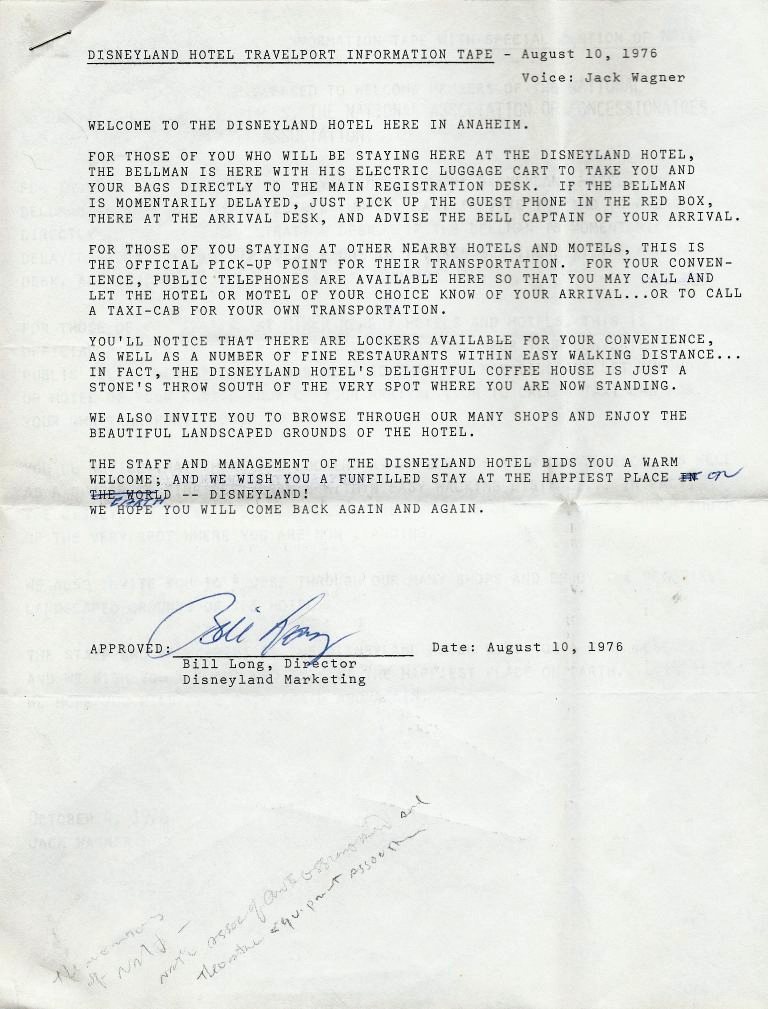 DISNEYLAND HOTEL TRAVELPORT INFORMATION TAPE - August 10, 1976
Voice: Jack Wagner
WELCOME TO THE DISNEYLAND HOTEL HERE IN ANAHEIM.
FOR THOSE OF YOU WHO WILL BE STAYING HERE AT THE DISNEYLAND HOTEL,
THE BELLMAN IS HERE WITH HIS ELECTRIC LUGGAGE CART TO TAKE YOU AND
YOUR BAGS DIRECTLY TO THE MAIN REGISTRATION DESK. IF THE BELLMAN
IS MOMENTARILY DELAYED, JUST PICK UP THE GUEST PHONE IN THE RED BOX,
THERE AT THE ARRIVAL DESK, AND ADVISE THE BELL CAPTAIN OF YOUR ARRIVAL.
FOR THOSE OF YOU STAYING AT OTHER NEARBY HOTELS AND MOTELS, THIS IS
THE OFFICIAL PICK-UP POINT FOR THEIR TRANSPORTATION. FOR YOUR CONVEN-
IENCE, PUBLIC TELEPHONES ARE AVAILABLE HERE SO THAT YOU MAY CALL AND
LET THE HOTEL OR MOTEL OF YOUR CHOICE KNOW OF YOUR ARRIVAL...OR TO CALL
A TAXI-CAB FOR YOUR OWN TRANSPORTATION.
YOU'LL NOTICE THAT THERE ARE LOCKERS AVAILABLE FOR YOUR CONVENIENCE,
AS WELL AS A NUMBER OF FINE RESTAURANTS WITHIN EASY WALKING DISTANCE...
IN FACT, THE DISNEYLAND HOTEL'S DELIGHTFUL COFFEE HOUSE IS JUST A
STONE'S THROW SOUTH OF THE VERY SPOT WHERE YOU ARE NOW STANDING.
WE ALSO INVITE YOU TO BROWSE THROUGH OUR MANY SHOPS AND ENJOY THE
BEAUTIFUL LANDSCAPED GROUNDS OF THE HOTEL.
THE STAFF AND MANAGEMENT OF THE DISNEYLAND HOTEL BIDS YOU A WARM
WELCOME; AND WE WISH YOU A FUNFILLED STAY AT THE HAPPIEST PLACE IN on
THE WORLD -- DISNEYLAND!
EARTH
WE HOPE YOU WILL COME BACK AGAIN AND AGAIN.
APPROVED: Bill Long Date: August 10, 1976
Bill Long, Director
Disneyland Marketing
OCTOBER
JACK WA
The members
of
assoc of and
equipment